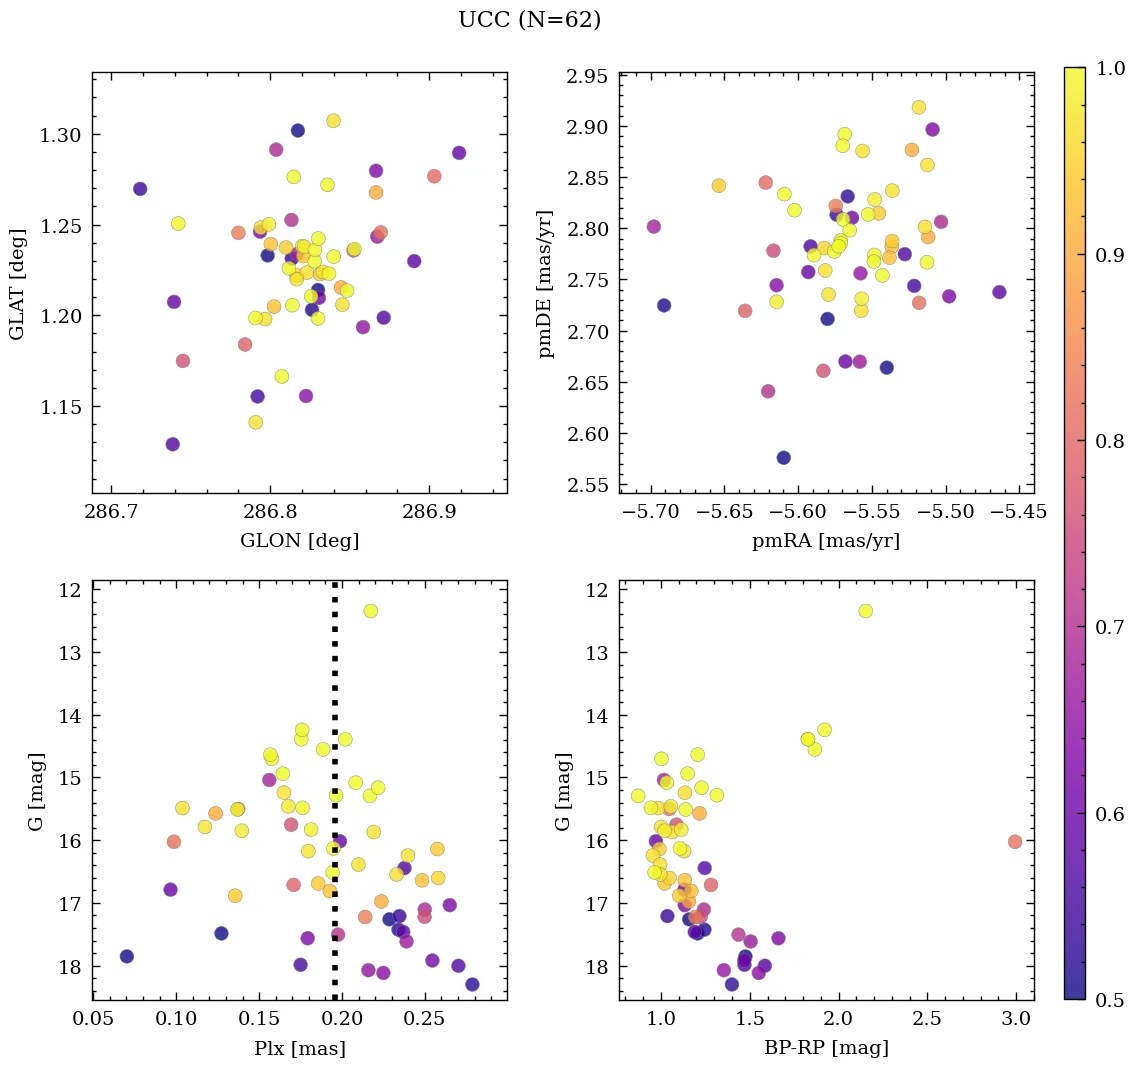 UCC (N=62)
1.30
1.25
1.20
1.15
GLAT [deg]
286.7 286.8 286.9
GLON [deg]
2.95
2.90
2.85
2.80
2.75
2.70
2.65
2.60
2.55
pmDE [mas/yr]
−5.70 −5.65 −5.60 −5.55 −5.50 −5.45
pmRA [mas/yr]
12
13
14
15
16
17
18
G [mag]
0.05 0.10 0.15 0.20 0.25
Plx [mas]
12
13
14
15
16
17
18
G [mag]
1.0 1.5 2.0 2.5 3.0
BP-RP [mag]
1.0
0.9
0.8
0.7
0.6
0.5